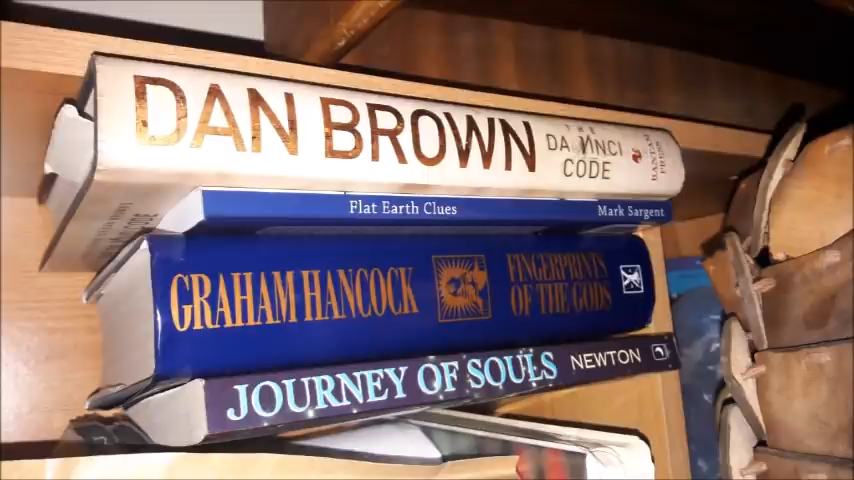 DAN BROWN
THE
DA VINCI
CODE
BANTAM
PRESS
Flat Earth Clues
Mark Sargent
GRAHAM HANCOCK
FINGERPRINTS
OF THE GODS
JOURNEY OF SOULS
NEWTON